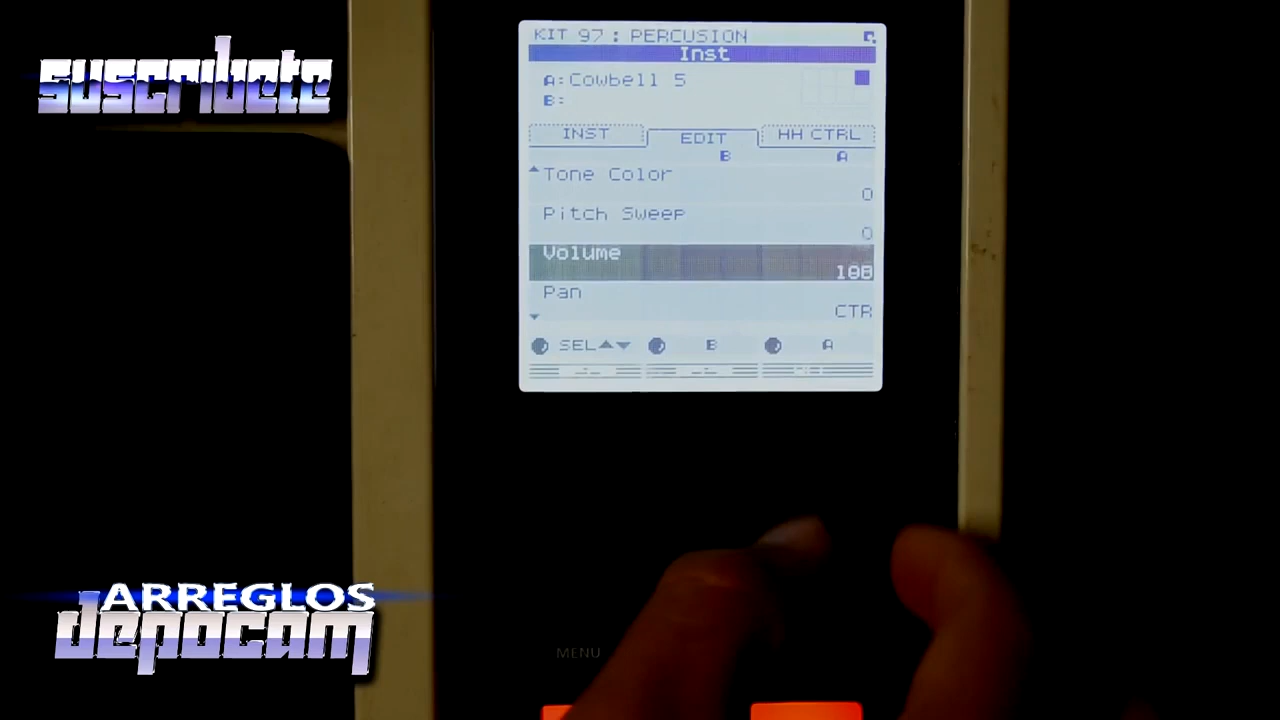 suscribete
KIT 97 : PERCUSION
Inst
A: Cowbell 5
B:
INST EDIT HH CTRL
B A
Tone Color
0
Pitch Sweep
0
Volume
Pan
CTR
SEL B A
MENU
ARREGLOS
depocam